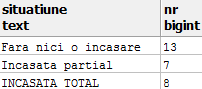 situatiune nr
text bigint
Fara nici o incasare 13
Incasata partial 7
INCASATA TOTAL 8